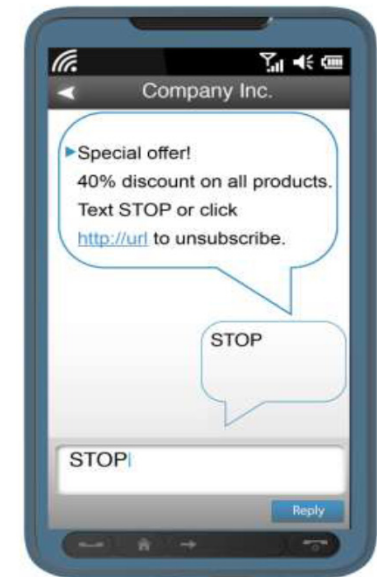 Company Inc.
Special offer!
40% discount on all products.
Text STOP or click
http://url to unsubscribe.
STOP
STOP
Reply